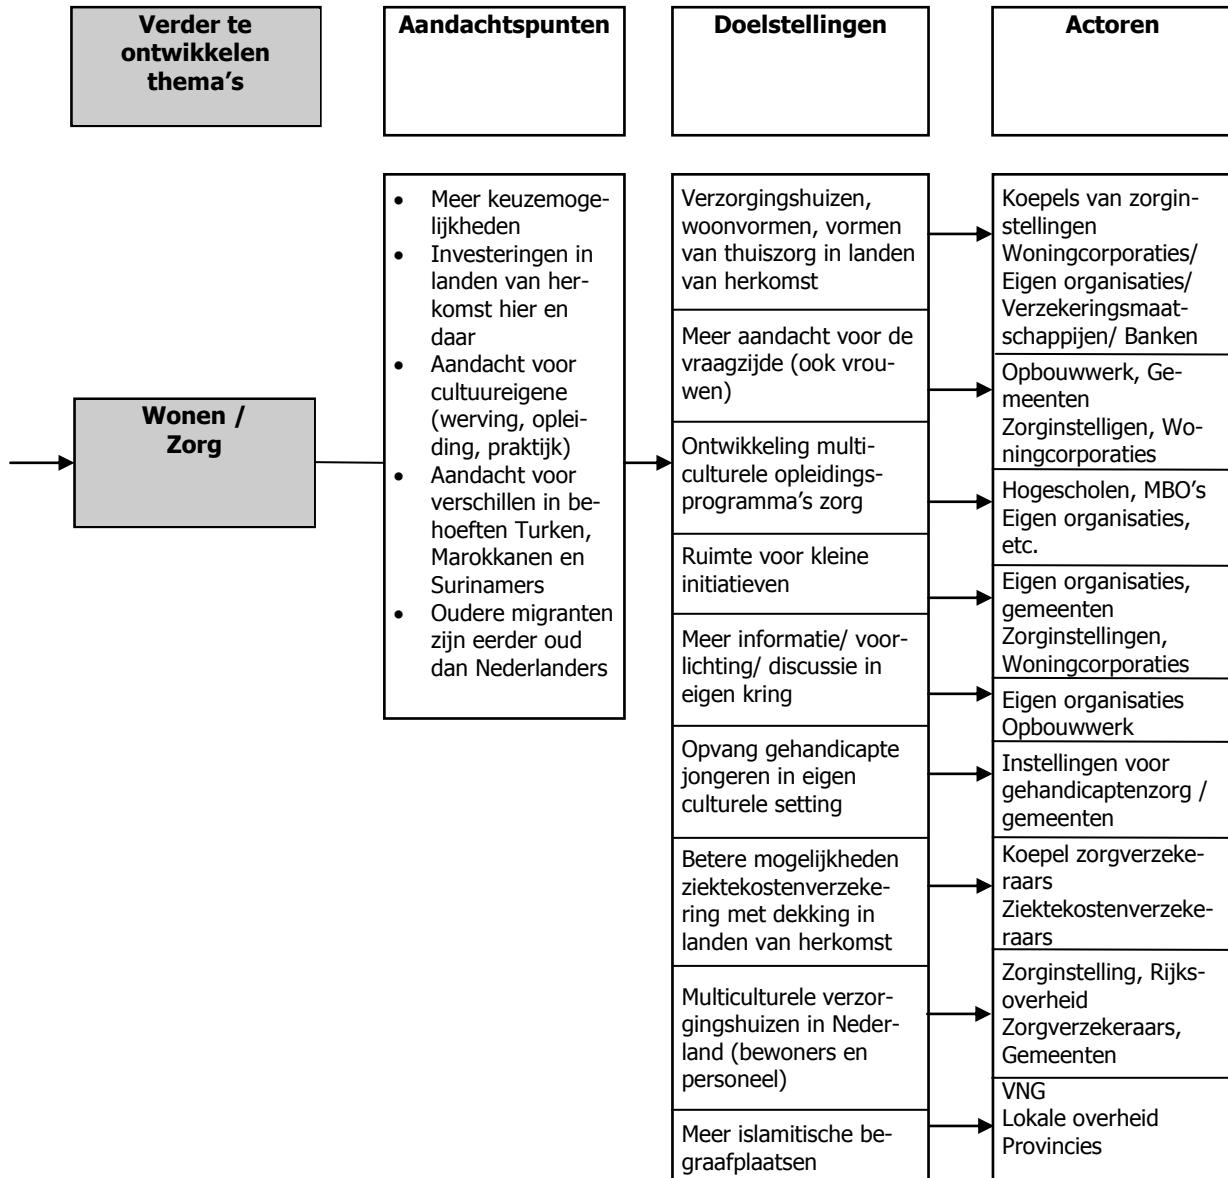 Verder te
ontwikkelen
thema's
Aandachtspunten
Doelstellingen
Actoren
Wonen /
Zorg
• Meer keuzemoge-
lijkheden
• Investeringen in
landen van her-
komst hier en
daar
• Aandacht voor
cultuureigene
(werving, oplei-
ding, praktijk)
• Aandacht voor
verschillen in be-
hoeften Turken,
Marokkanen en
Surinamers
• Oudere migranten
zijn eerder oud
dan Nederlanders
Verzorgingshuizen,
woonvormen, vormen
van thuiszorg in landen
van herkomst
Meer aandacht voor de
vraagzijde (ook vrou-
wen)
Ontwikkeling multi-
culturele opleidings-
programma's zorg
Ruimte voor kleine
initiatieven
Meer informatie/ voor-
lichting/ discussie in
eigen kring
Opvang gehandicapte
jongeren in eigen
culturele setting
Betere mogelijkheden
ziektekostenverzeke-
ring met dekking in
landen van herkomst
Multiculturele verzor-
gingshuizen in Neder-
land (bewoners en
personeel)
Meer islamitische be-
graafplaatsen
Koepels van zorgin-
stellingen
Woningcorporaties/
Eigen organisaties/
Verzekeringsmaat-
schappijen/ Banken
Opbouwwerk, Ge-
meenten
Zorginstelligen, Wo-
ningcorporaties
Hogescholen, MBO's
Eigen organisaties,
etc.
Eigen organisaties,
gemeenten
Zorginstellingen,
Woningcorporaties
Eigen organisaties
Opbouwwerk
Instellingen voor
gehandicaptenzorg /
gemeenten
Koepel zorgverzeke-
raars
Ziektekostenverzeke-
raars
Zorginstelling, Rijks-
overheid
Zorgverzekeraars,
Gemeenten
VNG
Lokale overheid
Provincies